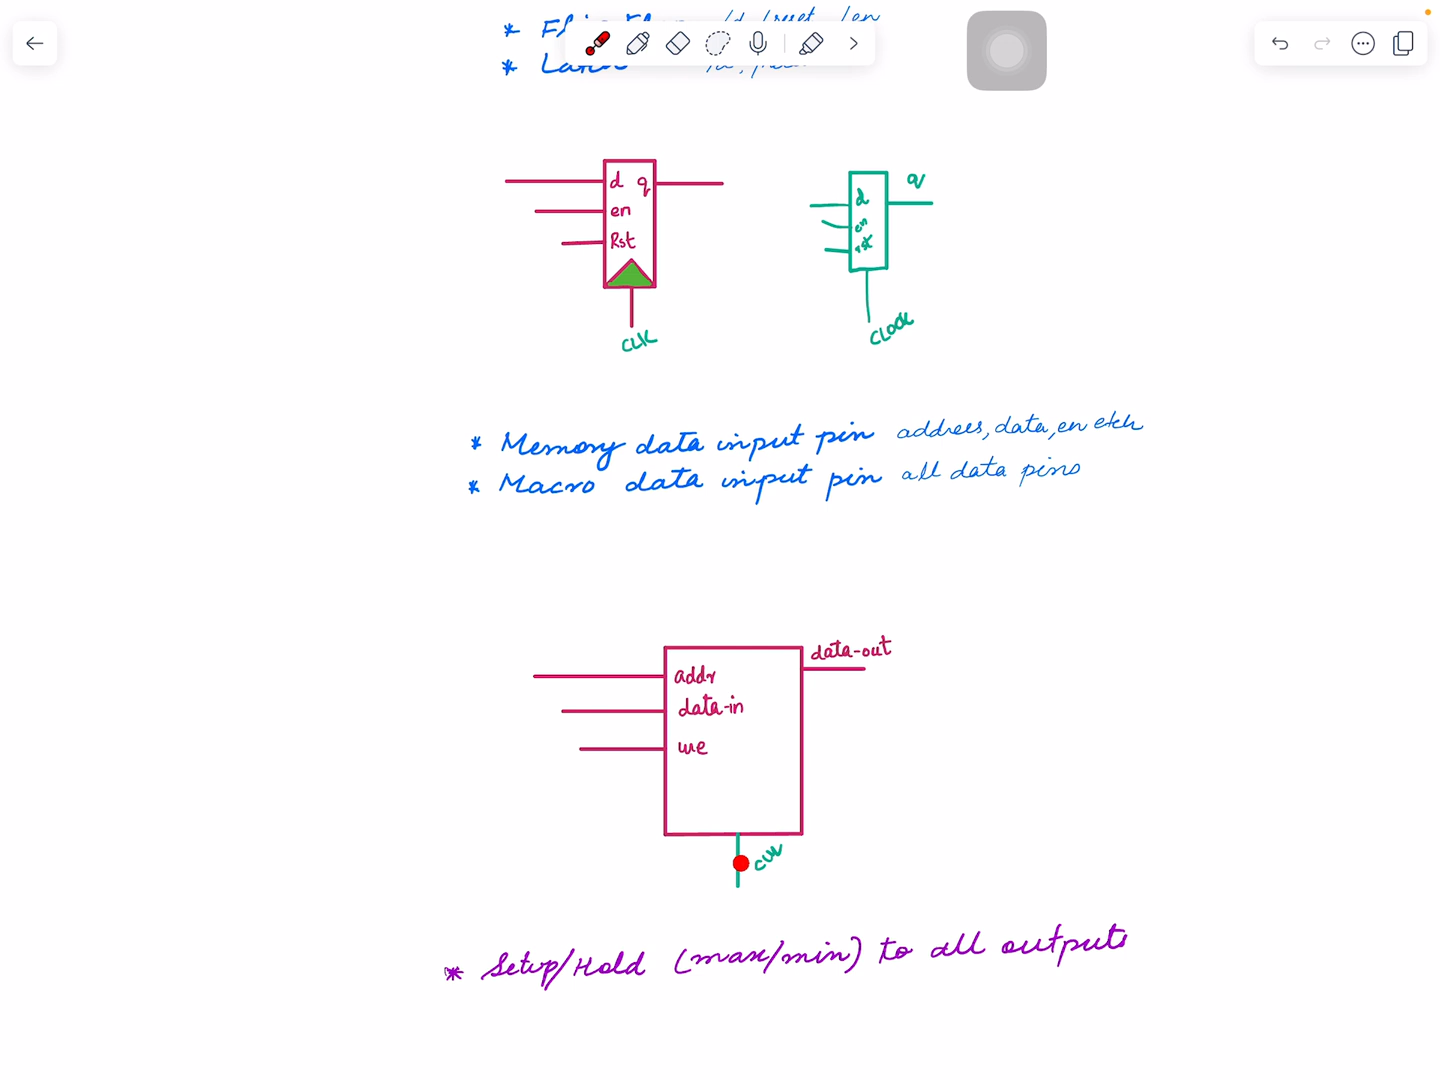 *
*
d q
en
Rst
CLK
q
d
en
rst
CLOCK
* Memory data input pin address, data, en etch
* Macro data input pin all data pins
data-out
addr
data-in
we
CLK
* Setup/Hold (max/min) to all outputs